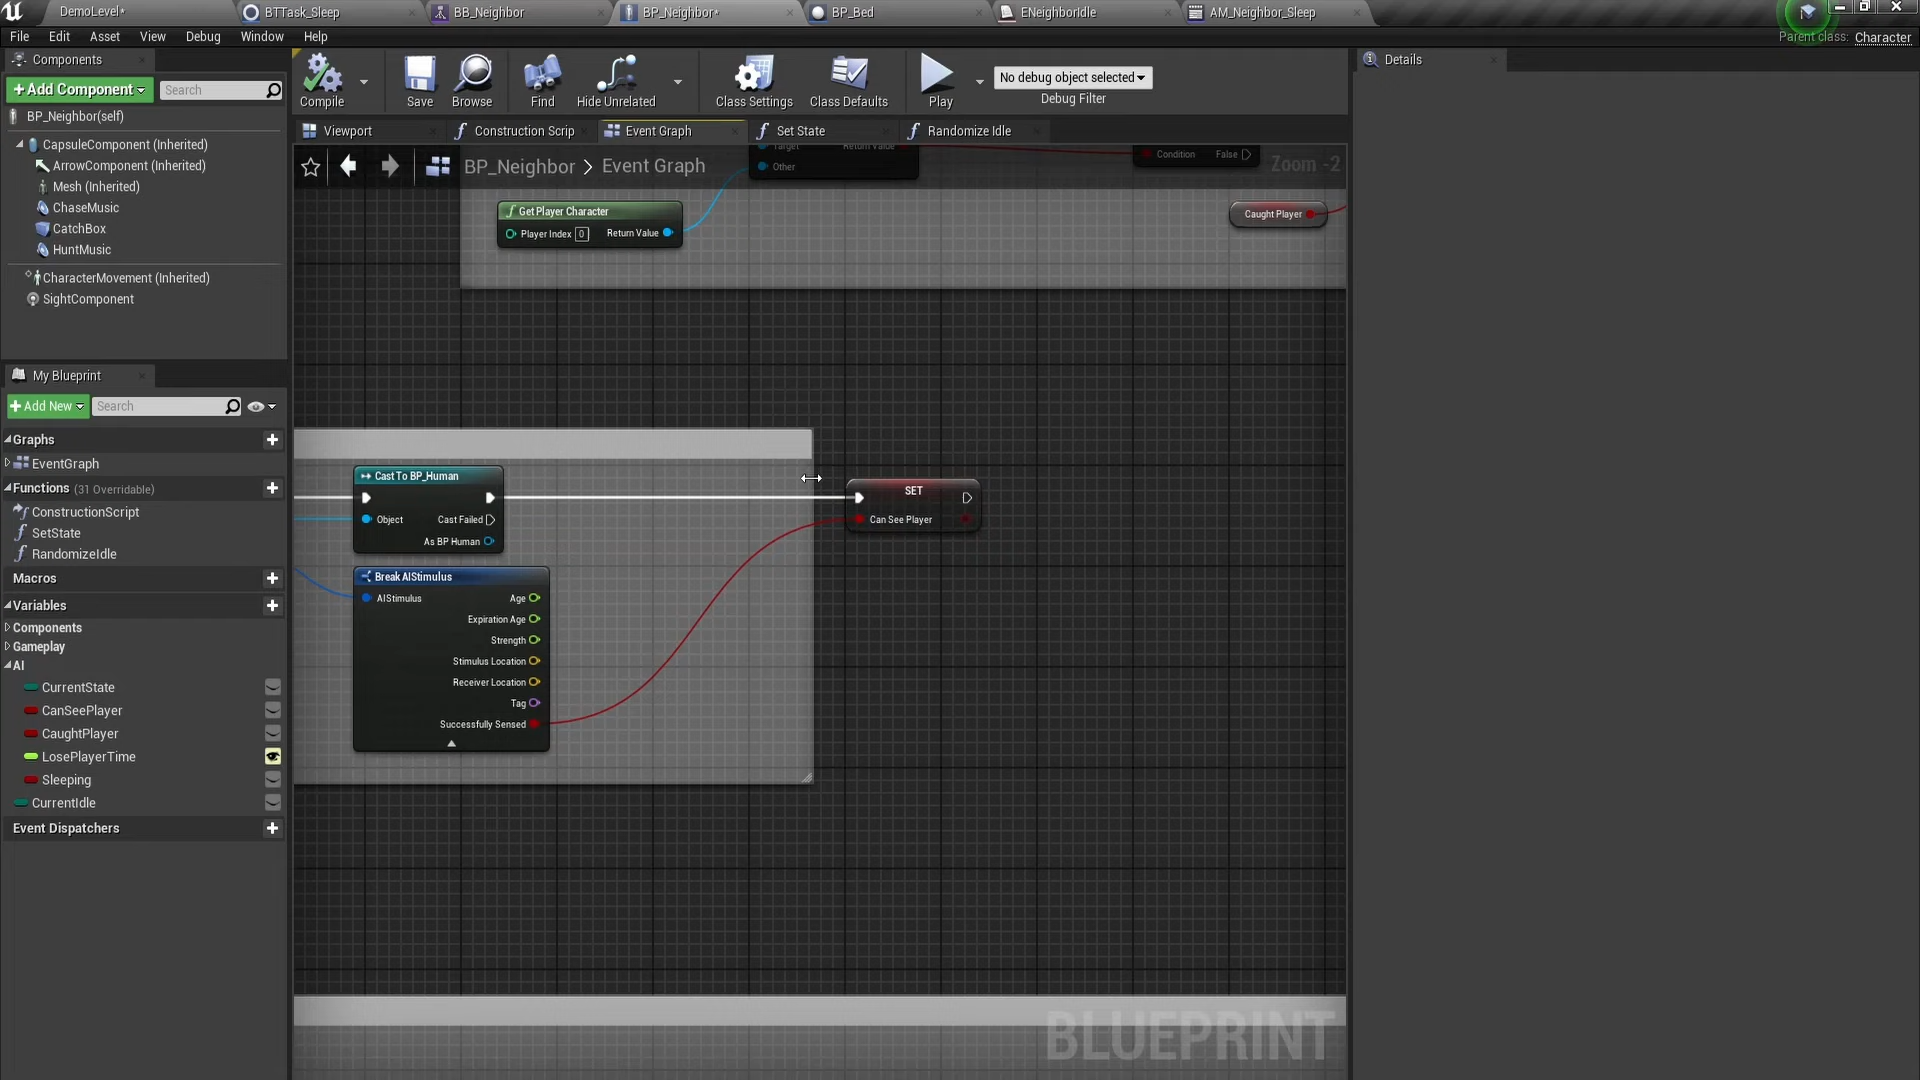 DemoLevel*
BTTask_Sleep
BB_Neighbor
BP_Neighbor*
BP_Bed
ENeighborIdle
AM_Neighbor_Sleep
File Edit Asset View Debug Window Help
Parent class: Character
Components
+Add Component
Search
BP_Neighbor(self)
CapsuleComponent (Inherited)
ArrowComponent (Inherited)
Mesh (Inherited)
ChaseMusic
CatchBox
HuntMusic
CharacterMovement (Inherited)
SightComponent
Compile
Save
Browse
Find
Hide Unrelated
Class Settings
Class Defaults
Play
No debug object selected
Debug Filter
Details
Viewport
Construction Scrip
Event Graph
Set State
Randomize Idle
BP_Neighbor > Event Graph
Zoom -2
Target Return Value
Other
Condition False
Get Player Character
Player Index 0 Return Value
Caught Player
Cast To BP_Human
Object Cast Failed
As BP Human
SET
Can See Player
Break AIStimulus
AIStimulus Age
Expiration Age
Strength
Stimulus Location
Receiver Location
Tag
Successfully Sensed
My Blueprint
+Add New
Search
Graphs
EventGraph
Functions (31 Overridable)
ConstructionScript
SetState
RandomizeIdle
Macros
Variables
Components
Gameplay
AI
CurrentState
CanSeePlayer
CaughtPlayer
LosePlayerTime
Sleeping
CurrentIdle
Event Dispatchers
BLUEPRINT